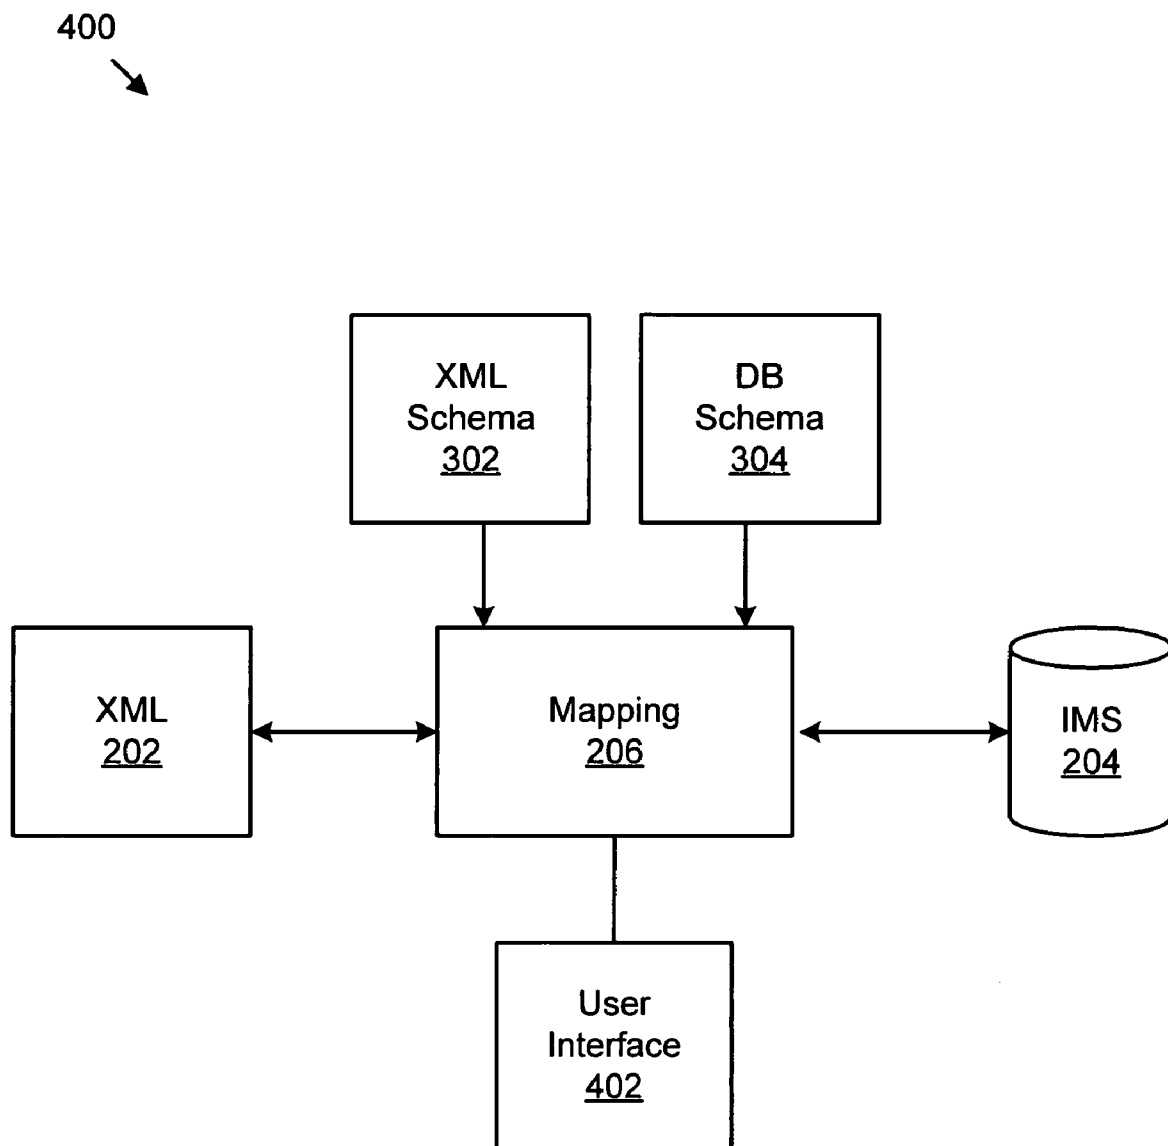 400
XML
Schema
302
DB
Schema
304
XML
202
Mapping
206
IMS
204
User
Interface
402